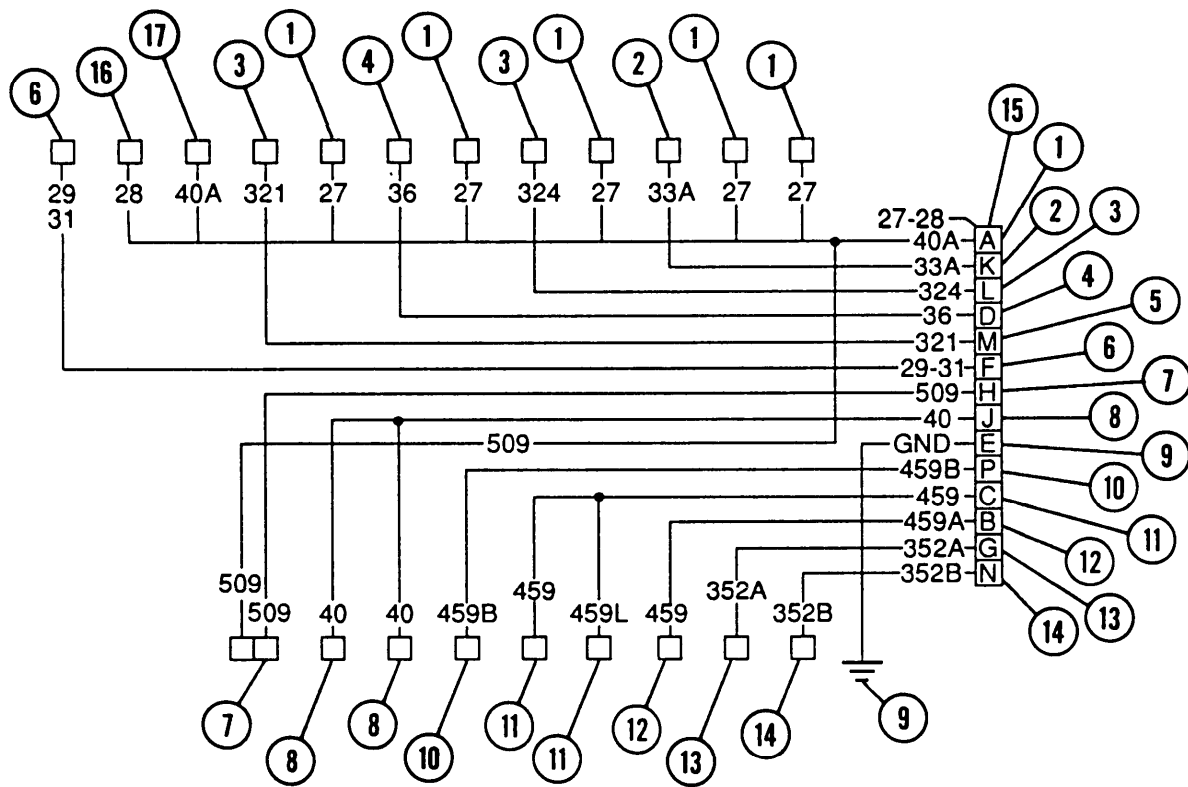 6 16 17 3 1 4 1 3 1 2 1 1
15
1
2
3
4
5
6
7
8
9
10
11
12
13
14
29 28 40A 321 27 36 27 324 27 33A 27 27
31
27-28
40A A
33A K
324 L
36 D
321 M
29-31 F
509 H
40 J
509
GND E
459B P
459 C
459A B
352A G
352B N
509 459 352A
509 40 40 459B 459L 459 352B
7 8 8 10 11 11 12 13 14 9